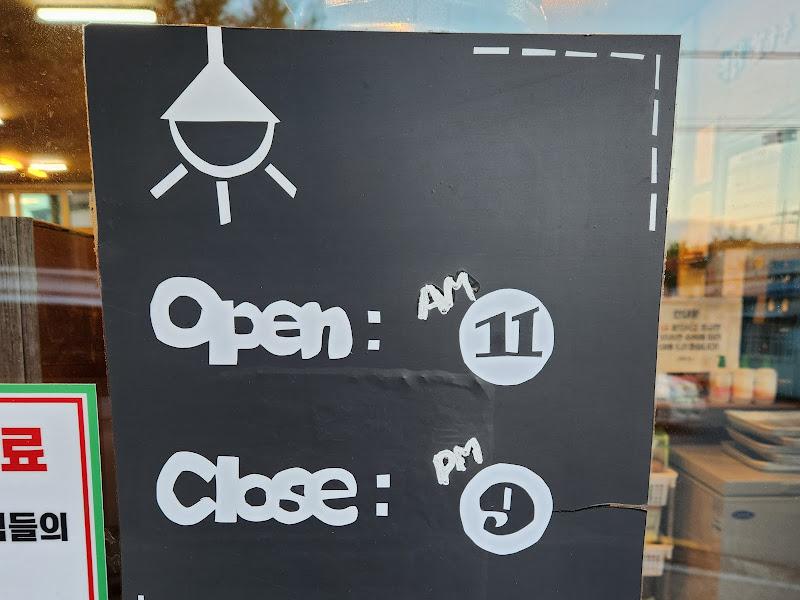 Open : AM 11
Close : PM 9
료
들의